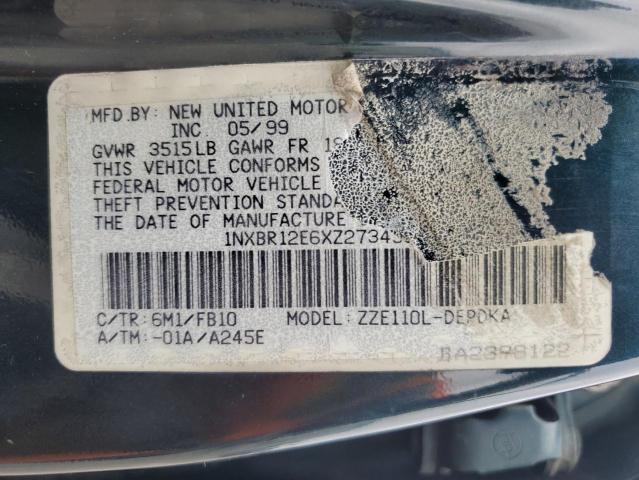 MFD.BY: NEW UNITED MOTOR
INC. 05/99
GVWR 3515LB GAWR FR
THIS VEHICLE CONFORMS
FEDERAL MOTOR VEHICLE
THEFT PREVENTION STANDA
THE DATE OF MANUFACTURE
1NXBR12E6XZ2734
C/TR: 6M1/FB10 MODEL: ZZE110L-DEPDKA
A/TM: -01A/A245E
BA2398122